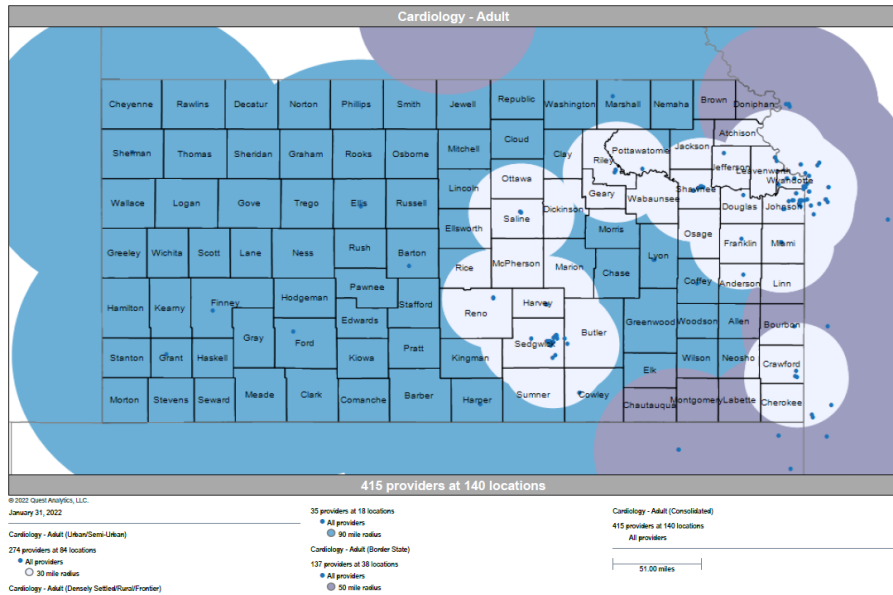 Cardiology - Adult
Cheyenne Rawlins Decatur Norton Phillips Smith Jewell Republic Washington Marshall Nemaha Brown Doniphan
Atchison
Cloud
Sherman Thomas Sheridan Graham Rooks Osborne Mitchell Clay Riley Pottawatomie Jackson Jefferson Leavenworth
Wyandotte
Ottawa
Lincoln Geary Wabaunsee Shawnee
Wallace Logan Gove Trego Ellis Russell Saline Dickinson Douglas Johnson
Ellsworth Morris Osage
Greeley Wichita Scott Lane Ness Rush Barton Rice McPherson Marion Chase Lyon Franklin Miami
Coffey Anderson Linn
Hamilton Kearny Finney Hodgeman Pawnee Stafford Reno Harvey
Edwards Butler Greenwood Woodson Allen Bourbon
Gray Ford
Stanton Grant Haskell Kiowa Pratt Kingman Sedgwick Elk Wilson Neosho Crawford
Morton Stevens Seward Meade Clark Comanche Barber Harper Sumner Cowley Chautauqua Montgomery Labette Cherokee
415 providers at 140 locations
© 2022 Quest Analytics, LLC.
January 31, 2022
Cardiology - Adult (Urban/Semi-Urban)
274 providers at 84 locations
All providers
30 mile radius
Cardiology - Adult (Densely Settled/Rural/Frontier)
35 providers at 18 locations
All providers
90 mile radius
Cardiology - Adult (Border State)
137 providers at 38 locations
All providers
50 mile radius
Cardiology - Adult (Consolidated)
415 providers at 140 locations
All providers
51.00 miles